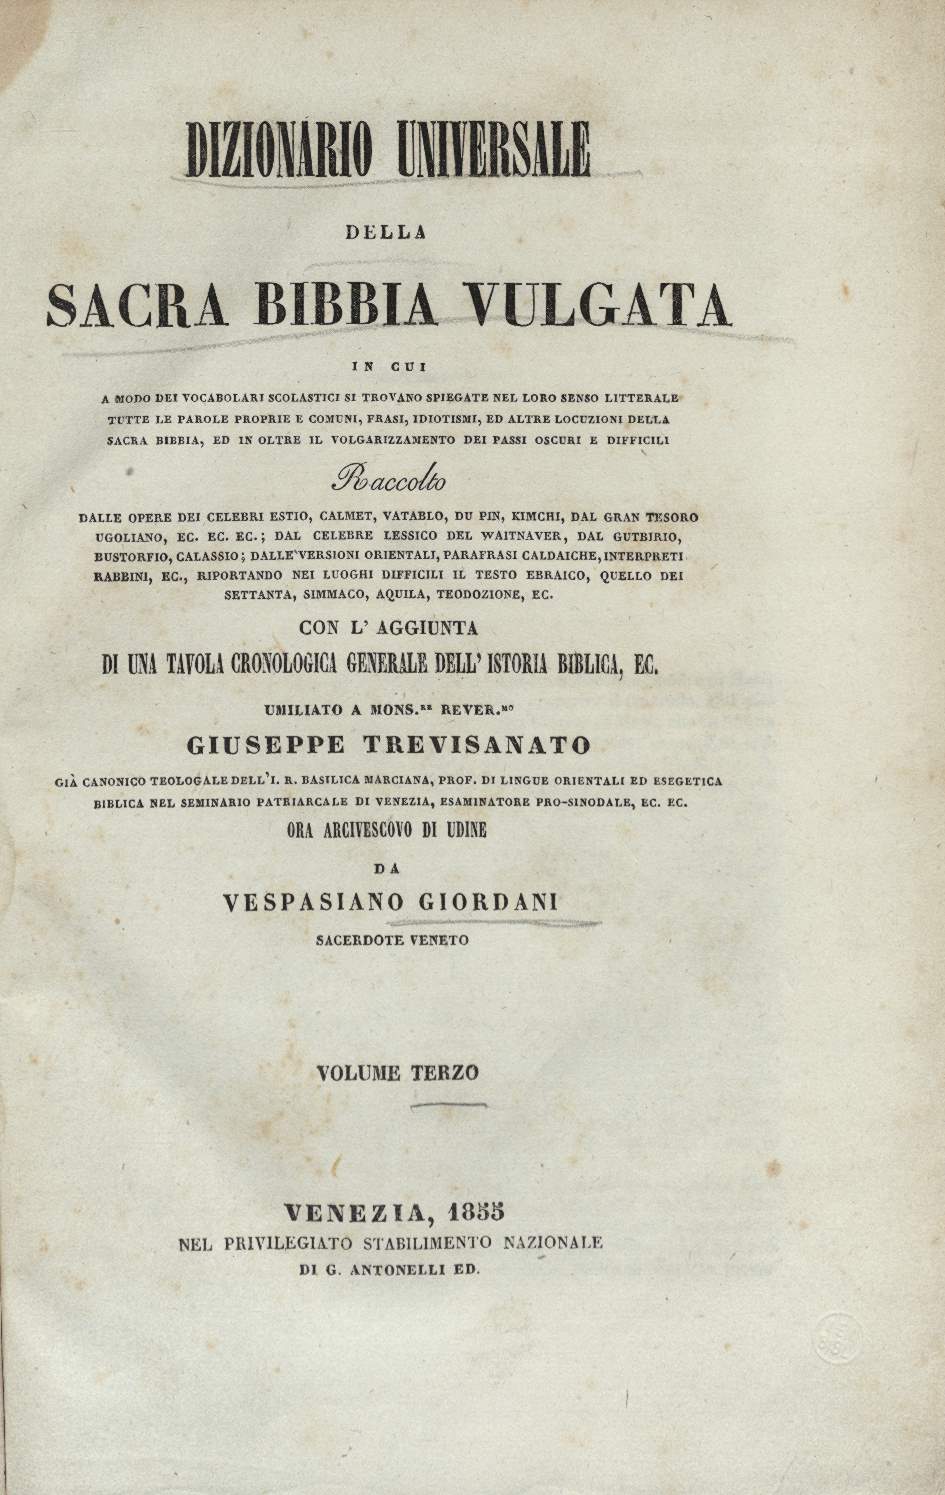 DIZIONARIO UNIVERSALE
DELLA
SACRA BIBBIA VULGATA
IN CUI
A MODO DEI VOCABOLARI SCOLASTICI SI TROVANO SPIEGATE NEL LORO SENSO LITTERALE
TUTTE LE PAROLE PROPRIE E COMUNI, FRASI, IDIOTISMI, ED ALTRE LOCUZIONI DELLA
SACRA BIBBIA, ED IN OLTRE IL VOLGARIZZAMENTO DEI PASSI OSCURI E DIFFICILI
Raccolto
DALLE OPERE DEI CELEBRI ESTIO, CALMET, VATABLO, DU PIN, KIMCHI, DAL GRAN TESORO
UGOLIANO, EC. EC. EC.; DAL CELEBRE LESSICO DEL WAITNAVER, DAL GUTBIRIO,
BUSTORFIO, CALASSIO; DALLE VERSIONI ORIENTALI, PARAFRASI CALDAICHE, INTERPRETI
RABBINI, EC., RIPORTANDO NEI LUOGHI DIFFICILI IL TESTO EBRAICO, QUELLO DEI
SETTANTA, SIMMACO, AQUILA, TEODOZIONE, EC.
CON L' AGGIUNTA
DI UNA TAVOLA CRONOLOGICA GENERALE DELL' ISTORIA BIBLICA, EC.
UMILIATO A MONS.RE REVER.MO
GIUSEPPE TREVISANATO
GIÀ CANONICO TEOLOGALE DELL'I. R. BASILICA MARCIANA, PROF. DI LINGUE ORIENTALI ED ESEGETICA
BIBLICA NEL SEMINARIO PATRIARCALE DI VENEZIA, ESAMINATORE PRO-SINODALE, EC. EC.
ORA ARCIVESCOVO DI UDINE
DA
VESPASIANO GIORDANI
SACERDOTE VENETO
VOLUME TERZO
VENEZIA, 1855
NEL PRIVILEGIATO STABILIMENTO NAZIONALE
DI G. ANTONELLI ED.